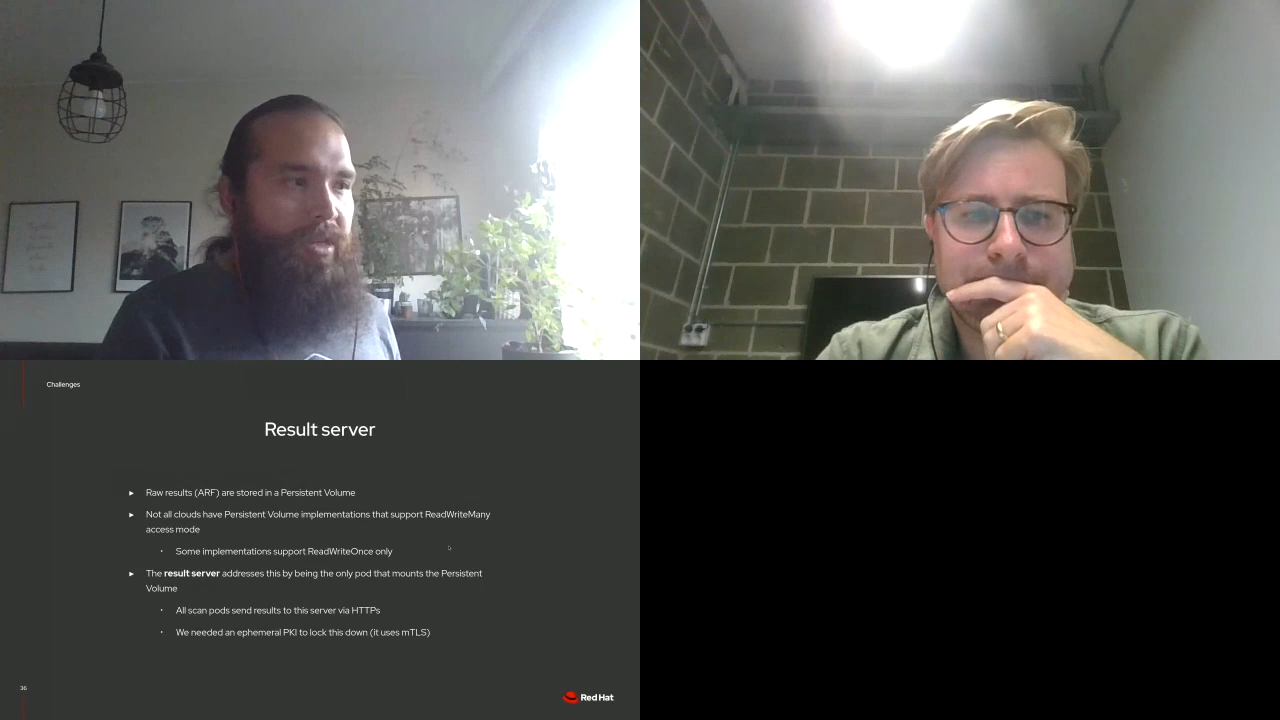 Challenges
Result server
► Raw results (ARF) are stored in a Persistent Volume
► Not all clouds have Persistent Volume implementations that support ReadWriteMany
access mode
• Some implementations support ReadWriteOnce only
► The result server addresses this by being the only pod that mounts the Persistent
Volume
• All scan pods send results to this server via HTTPs
• We needed an ephemeral PKI to lock this down (it uses mTLS)
36
Red Hat